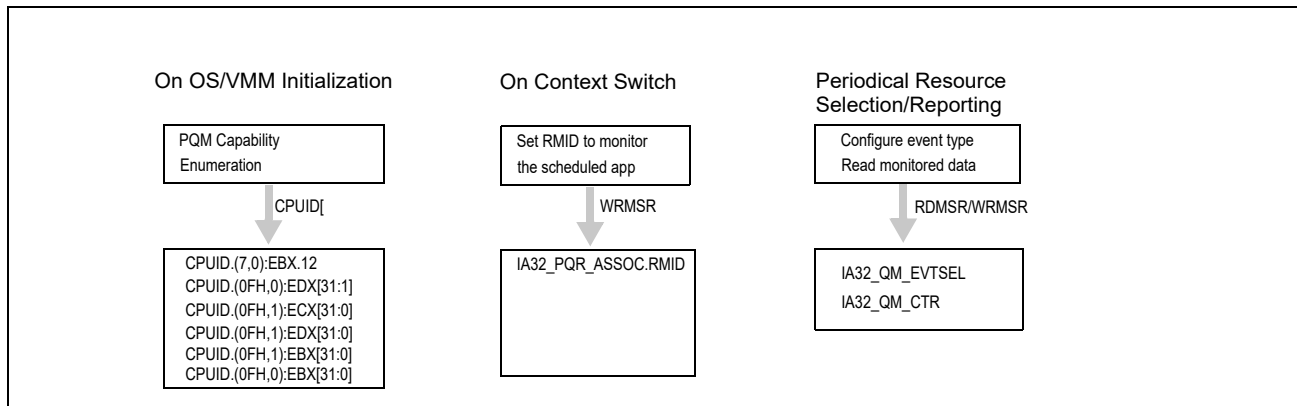 On OS/VMM Initialization
PQM Capability
Enumeration
CPUID[
CPUID.(7,0):EBX.12
CPUID.(0FH,0):EDX[31:1]
CPUID.(0FH,1):ECX[31:0]
CPUID.(0FH,1):EDX[31:0]
CPUID.(0FH,1):EBX[31:0]
CPUID.(0FH,0):EBX[31:0]
On Context Switch
Set RMID to monitor
the scheduled app
WRMSR
IA32_PQR_ASSOC.RMID
Periodical Resource
Selection/Reporting
Configure event type
Read monitored data
RDMSR/WRMSR
IA32_QM_EVTSEL
IA32_QM_CTR